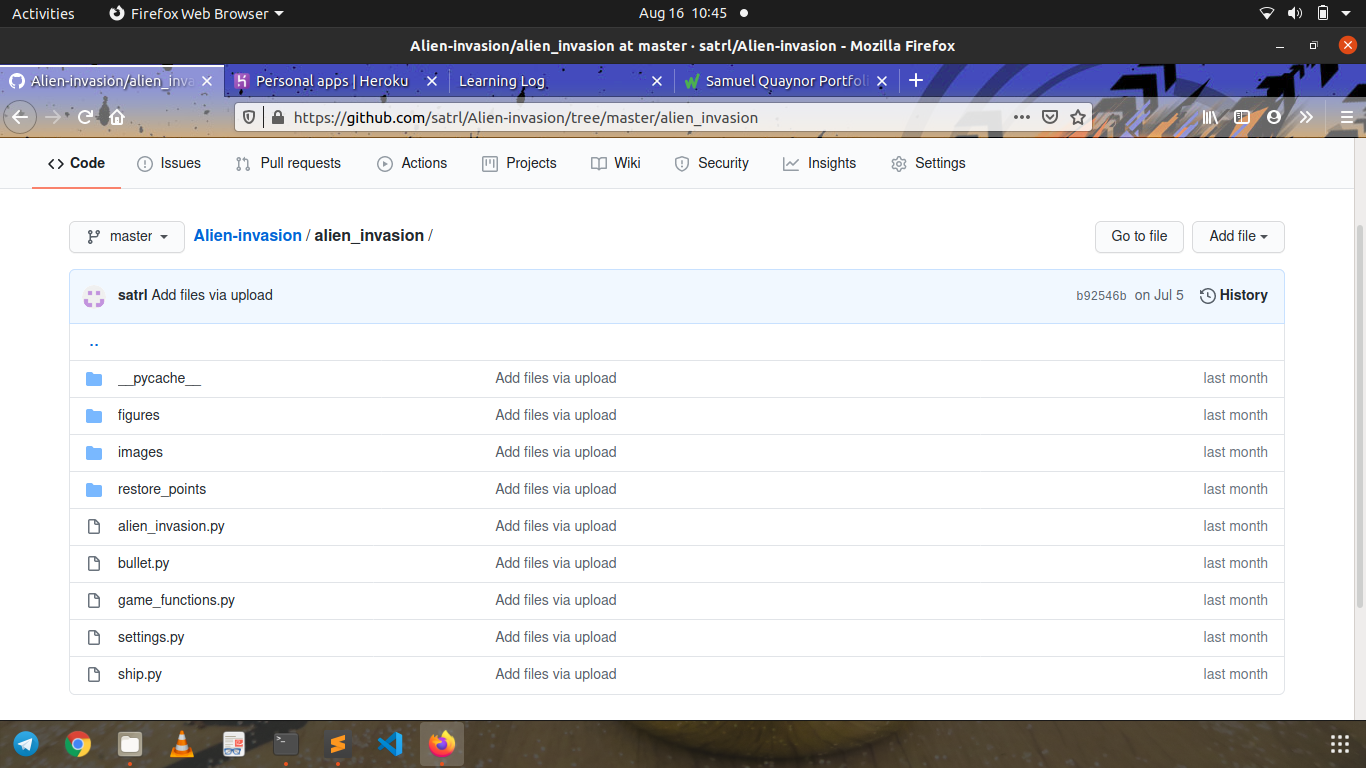 Activities Firefox Web Browser Aug 16 10:45
Alien-invasion/alien_invasion at master · satrl/Alien-invasion - Mozilla Firefox
Alien-invasion/alien_inva Personal apps | Heroku Learning Log Samuel Quaynor Portfoli
https://github.com/satrl/Alien-invasion/tree/master/alien_invasion
Code Issues Pull requests Actions Projects Wiki Security Insights Settings
master Alien-invasion / alien_invasion / Go to file Add file
satrl Add files via upload b92546b on Jul 5 History
..
__pycache__ Add files via upload last month
figures Add files via upload last month
images Add files via upload last month
restore_points Add files via upload last month
alien_invasion.py Add files via upload last month
bullet.py Add files via upload last month
game_functions.py Add files via upload last month
settings.py Add files via upload last month
ship.py Add files via upload last month